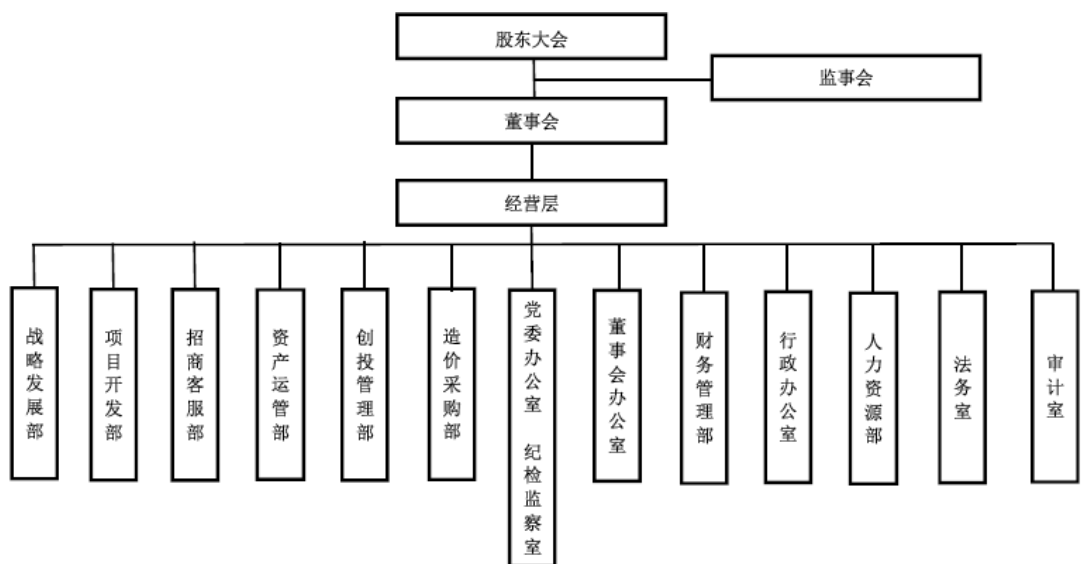 股东大会
监事会
董事会
经营层
战略发展部
项目开发部
招商客服部
资产运管部
创投管理部
造价采购部
党委办公室 纪检监察室
董事会办公室
财务管理部
行政办公室
人力资源部
法务室
审计室